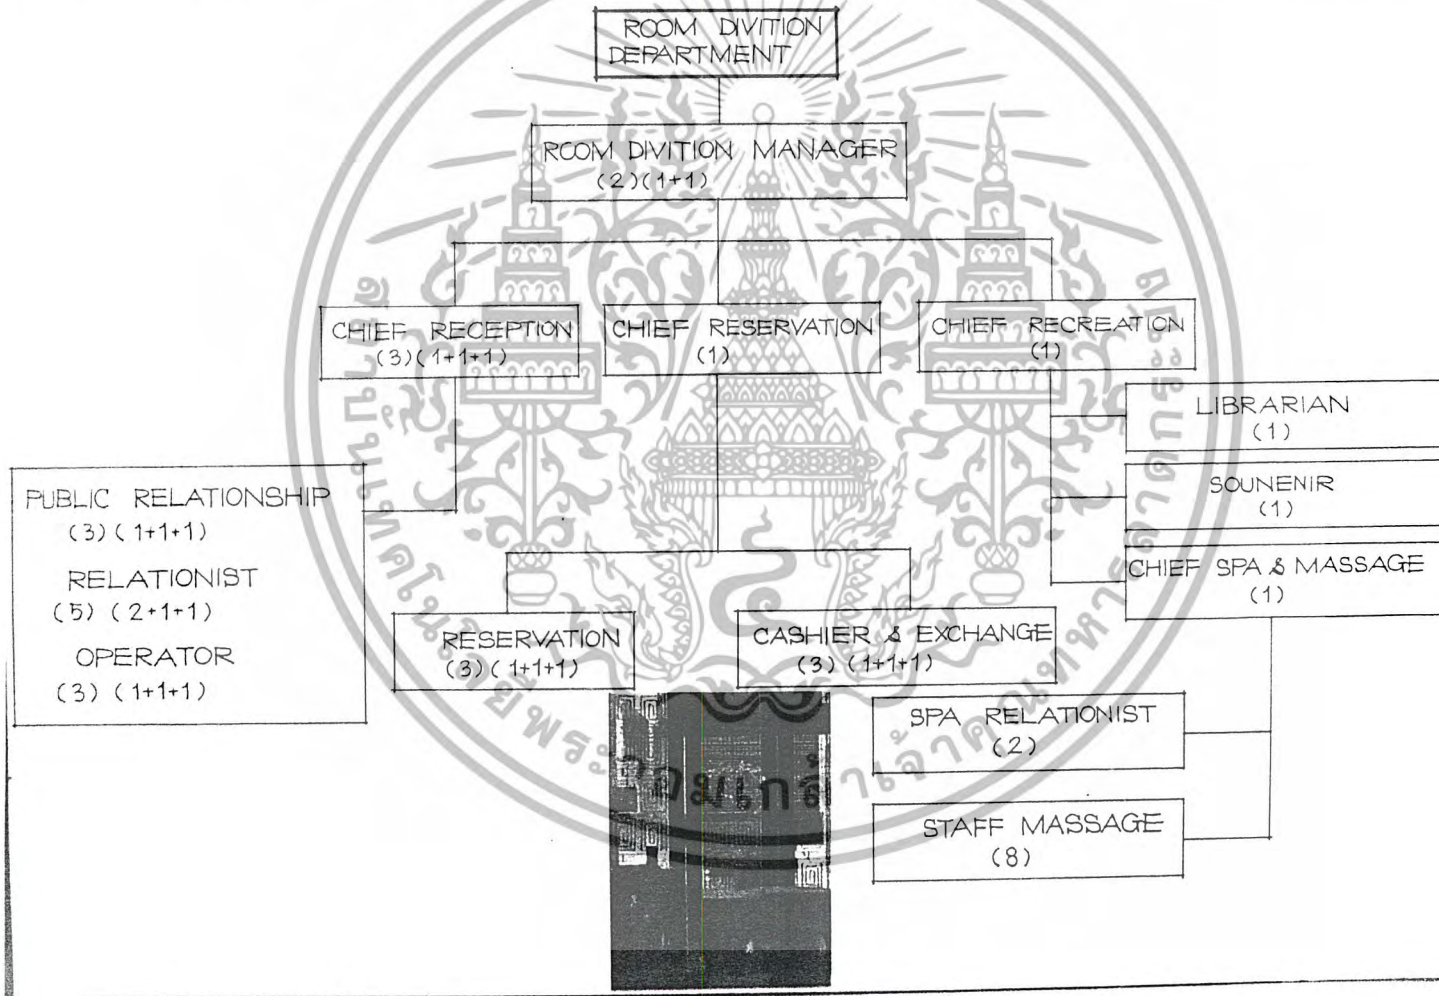 ROOM DIVITION
DEPARTMENT
ROOM DIVITION MANAGER
(2)(1+1)
CHIEF RECEPTION
(3)(1+1+1)
CHIEF RESERVATION
(1)
CHIEF RECREATION
(1)
LIBRARIAN
(1)
SOUNENIR
(1)
CHIEF SPA & MASSAGE
(1)
PUBLIC RELATIONSHIP
(3)(1+1+1)
RELATIONIST
(5)(2+1+1)
OPERATOR
(3)(1+1+1)
RESERVATION
(3)(1+1+1)
CASHIER & EXCHANGE
(3)(1+1+1)
SPA RELATIONIST
(2)
STAFF MASSAGE
(8)